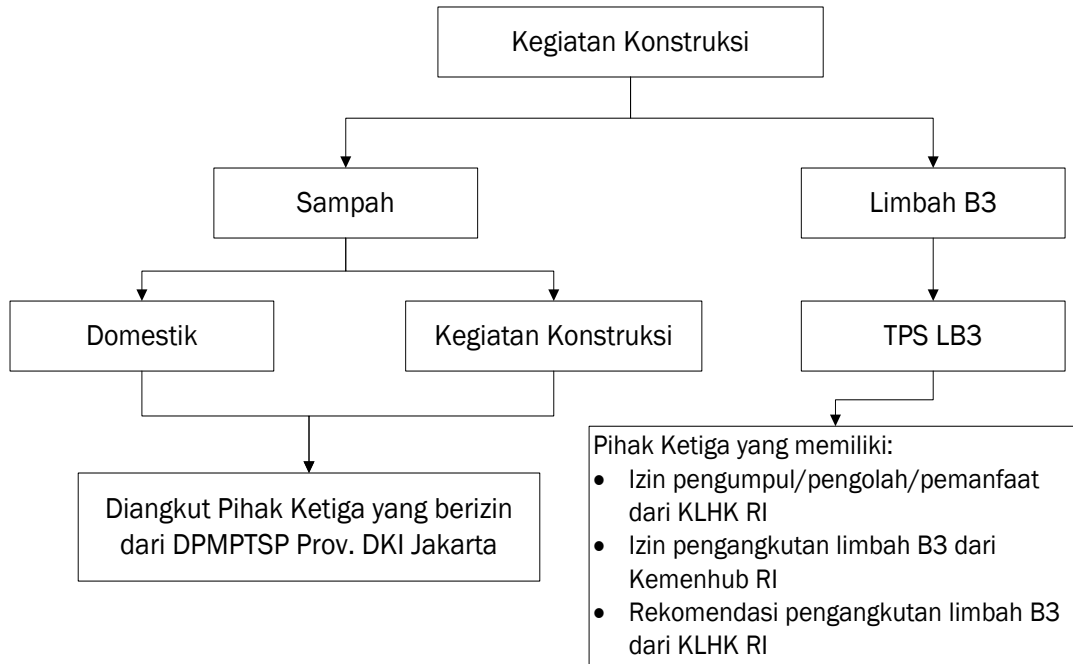 Kegiatan Konstruksi
Sampah
Limbah B3
Domestik
Kegiatan Konstruksi
TPS LB3
Diangkut Pihak Ketiga yang berizin
dari DPMPTSP Prov. DKI Jakarta
Pihak Ketiga yang memiliki:
• Izin pengumpul/pengolah/pemanfaat
dari KLHK RI
• Izin pengangkutan limbah B3 dari
Kemenhub RI
• Rekomendasi pengangkutan limbah B3
dari KLHK RI